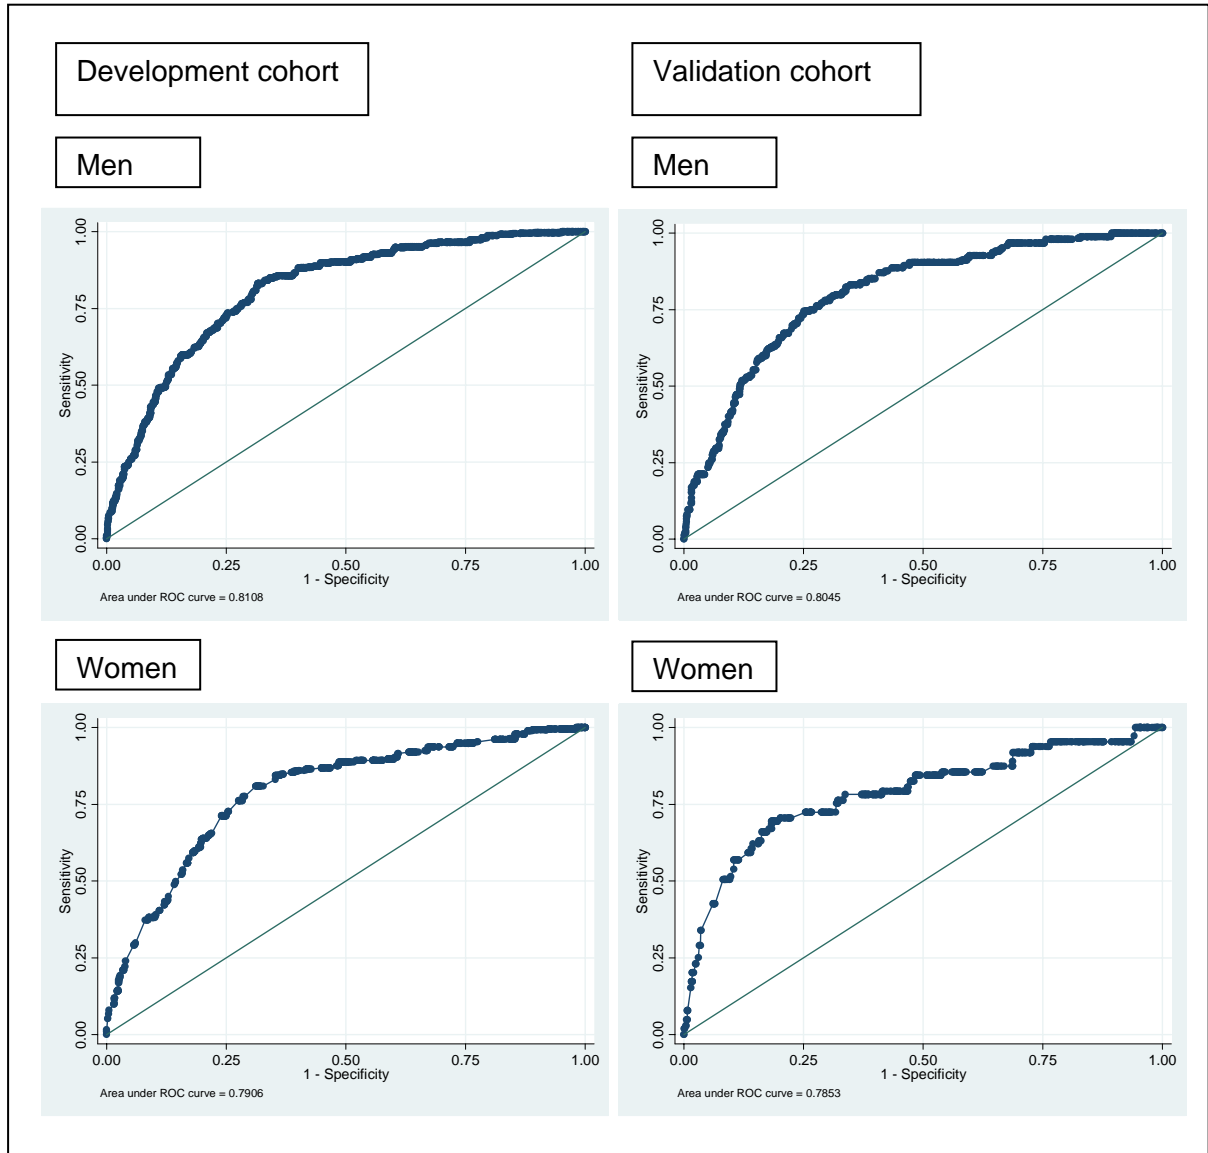 Development cohort
Validation cohort
Men
Men
Sensitivity
0.00 0.25 0.50 0.75 1.00
0.00 0.25 0.50 0.75 1.00
1 - Specificity
Area under ROC curve = 0.8108
Sensitivity
0.00 0.25 0.50 0.75 1.00
0.00 0.25 0.50 0.75 1.00
1 - Specificity
Area under ROC curve = 0.8045
Women
Women
Sensitivity
0.00 0.25 0.50 0.75 1.00
0.00 0.25 0.50 0.75 1.00
1 - Specificity
Area under ROC curve = 0.7906
Sensitivity
0.00 0.25 0.50 0.75 1.00
0.00 0.25 0.50 0.75 1.00
1 - Specificity
Area under ROC curve = 0.7853